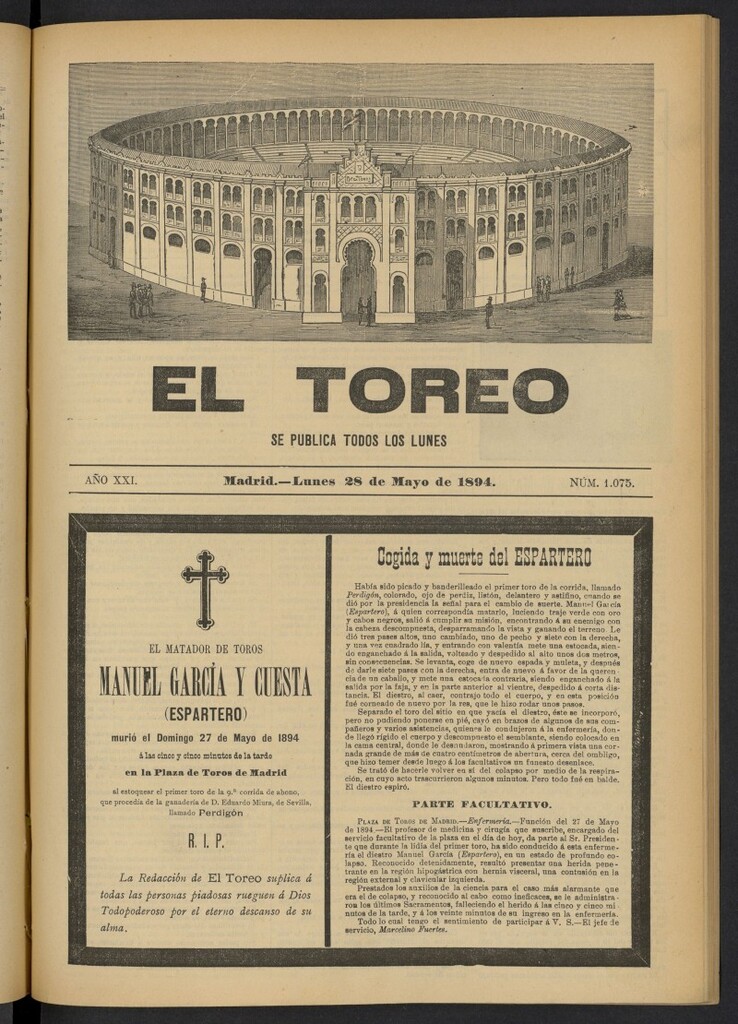 EL TOREO
SE PUBLICA TODOS LOS LUNES
AÑO XXI.
Madrid.—Lunes 28 de Mayo de 1894.
NÚM. 1.075.
EL MATADOR DE TOROS
MANUEL GARCÍA Y CUESTA
(ESPARTERO)
murió el Domingo 27 de Mayo de 1894
á las cinco y cinco minutos de la tarde
en la Plaza de Toros de Madrid
al estoquear el primer toro de la 9.ª corrida de abono,
que procedía de la ganadería de D. Eduardo Miura, de Sevilla,
llamado Perdigón
R. I. P.
La Redacción de El Toreo suplica á
todas las personas piadosas rueguen á Dios
Todopoderoso por el eterno descanso de su
alma.
Cogida y muerte del ESPARTERO
Había sido picado y banderilleado el primer toro de la corrida, llamado
Perdigón, colorado, ojo de perdiz, listón, delantero y astifino, cuando se
dió por la presidencia la señal para el cambio de suerte. Manuel García
(Espartero), á quien correspondía matarlo, luciendo traje verde con oro
y cabos negros, salió á cumplir su misión, encontrando á su enemigo con
la cabeza descompuesta, desparramando la vista y ganando el terreno. Le
dió tres pases altos, uno cambiado, uno de pecho y siete con la derecha,
y una vez cuadrado lía, y entrando con valentía mete una estocada, sien-
do enganchado á la salida, volteado y despedido al alto unos dos metros,
sin consecuencias. Se levanta, coge de nuevo espada y muleta, y después
de darle siete pases con la derecha, entra de nuevo á favor de la queren-
cia de un caballo, y mete una estocada contraria, siendo enganchado á la
salida por la faja, y en la parte anterior al vientre, despedido á corta dis-
tancia. El diestro, al caer, contrajo todo el cuerpo, y en esta posición
fué corneado de nuevo por la res, que le hizo rodar unos pasos.
Separado el toro del sitio en que yacía el diestro, éste se incorporó,
pero no pudiendo ponerse en pié, cayó en brazos de algunos de sus com-
pañeros y varios asistencias, quienes le condujeron á la enfermería, don-
de llegó rígido el cuerpo y descompuesto el semblante, siendo colocado en
la cama central, donde le desnudaron, mostrando á primera vista una cor-
nada grande de más de cuatro centímetros de abertura, cerca del ombligo,
que hizo temer desde luego á los facultativos un funesto desenlace.
Se trató de hacerle volver en sí del colapso por medio de la respira-
ción, en cuyo acto trascurrieron algunos minutos. Pero todo fué en balde.
El diestro espiró.
PARTE FACULTATIVO.
PLAZA DE TOROS DE MADRID.—Enfermería.—Función del 27 de Mayo
de 1894.—El profesor de medicina y cirugía que suscribe, encargado del
servicio facultativo de la plaza en el día de hoy, da parte al Sr. Presiden-
te que durante la lidia del primer toro, ha sido conducido á esta enferme-
ría el diestro Manuel García (Espartero), en un estado de profundo co-
lapso. Reconocido detenidamente, resultó presentar una herida pene-
trante en la región hipogástrica con hernia visceral, una contusión en la
región external y clavicular izquierda.
Prestados los auxilios de la ciencia para el caso más alarmante que
era el de colapso, y reconocido al cabo como ineficaces, se le administra-
ron los últimos Sacramentos, falleciendo el herido á las cinco y cinco mi
nutos de la tarde, y á los veinte minutos de su ingreso en la enfermería.
Todo lo cual tengo el sentimiento de participar á V. S.—El jefe de
servicio, Marcelino Fuertes.